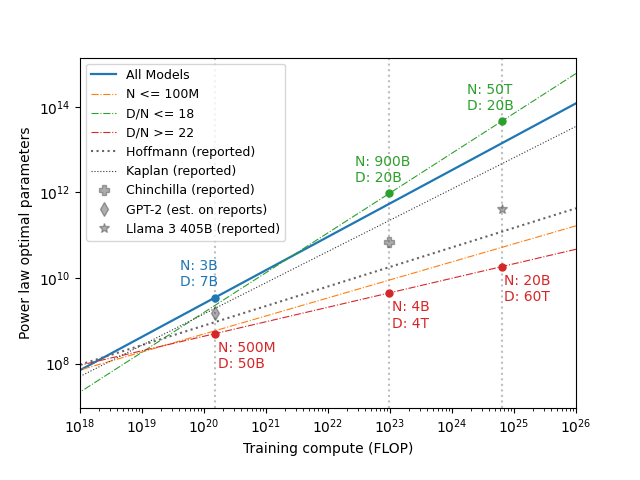 All Models
N <= 100M
D/N <= 18
D/N >= 22
Hoffmann (reported)
Kaplan (reported)
Chinchilla (reported)
GPT-2 (est. on reports)
Llama 3 405B (reported)
N: 50T
D: 20B
N: 900B
D: 20B
N: 3B
D: 7B
N: 20B
D: 60T
N: 4B
D: 4T
N: 500M
D: 50B
Power law optimal parameters
10^14
10^12
10^10
10^8
10^18
10^19
10^20
10^21
10^22
10^23
10^24
10^25
10^26
Training compute (FLOP)